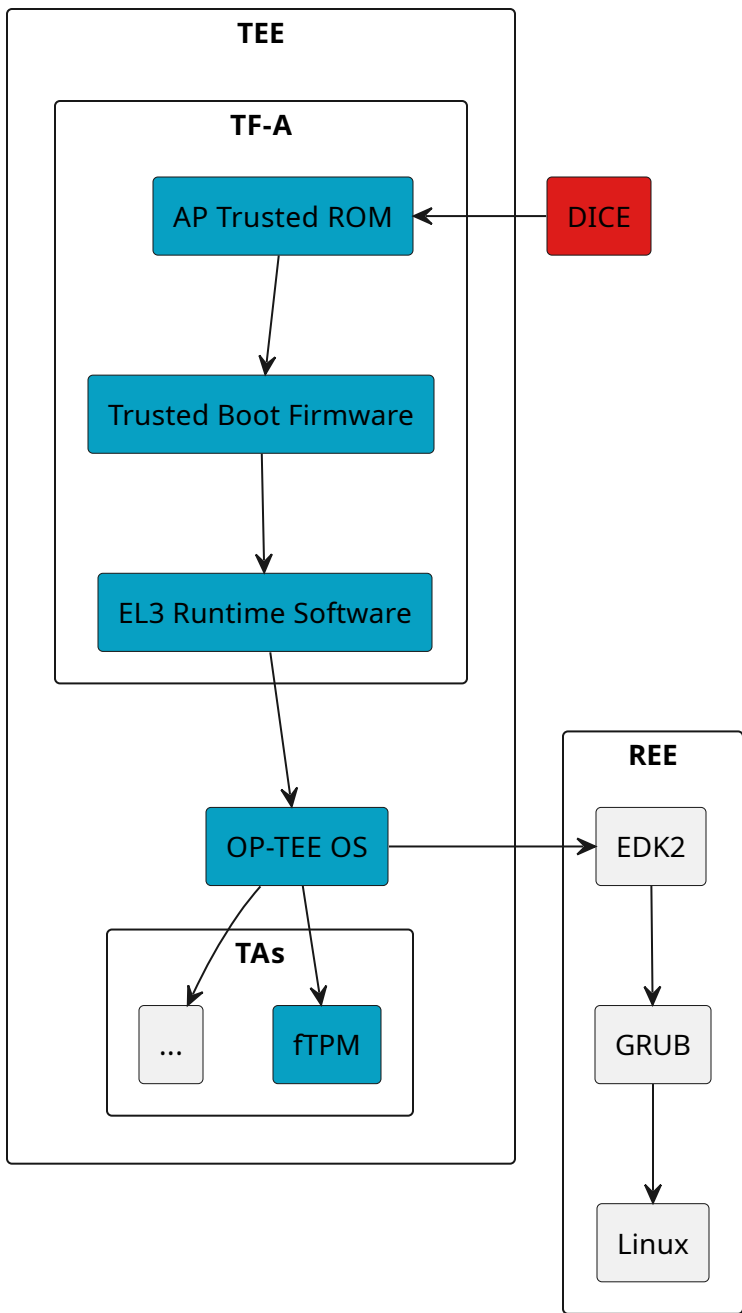 TEE
TF-A
AP Trusted ROM
DICE
Trusted Boot Firmware
EL3 Runtime Software
REE
OP-TEE OS
EDK2
TAs
...
fTPM
GRUB
Linux